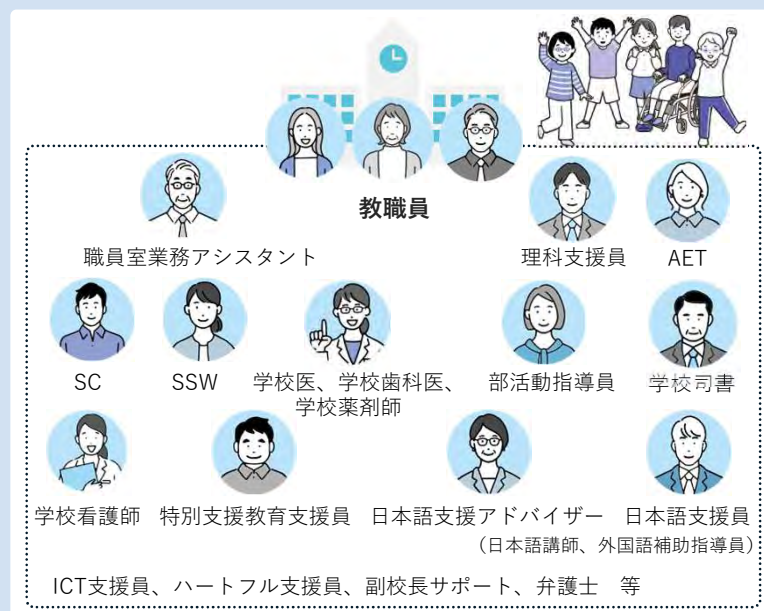 教職員
職員室業務アシスタント
理科支援員
AET
SC
SSW
学校医、学校歯科医、
学校薬剤師
部活動指導員
学校司書
学校看護師
特別支援教育支援員
日本語支援アドバイザー
日本語支援員
（日本語講師、外国語補助指導員）
ICT支援員、ハートフル支援員、副校長サポート、弁護士　等